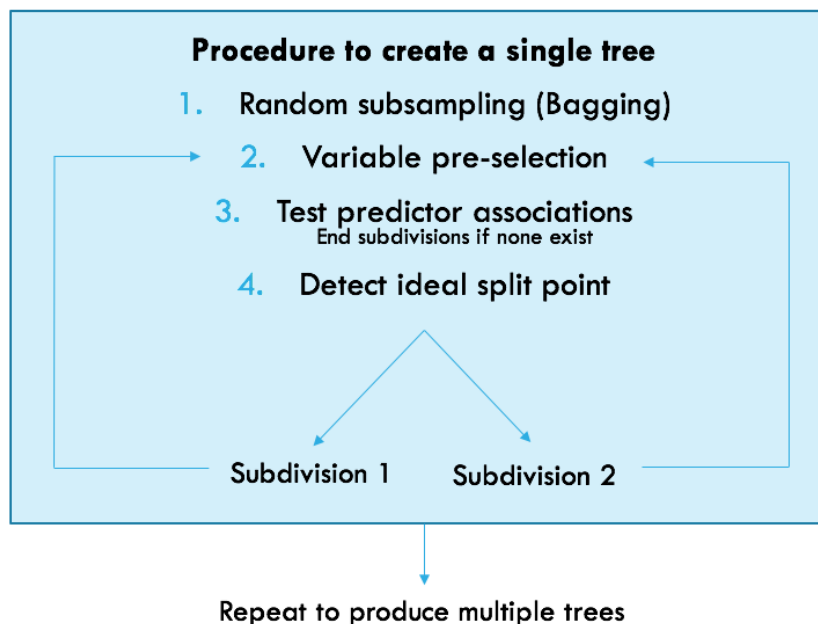 Procedure to create a single tree
1. Random subsampling (Bagging)
2. Variable pre-selection
3. Test predictor associations
End subdivisions if none exist
4. Detect ideal split point
Subdivision 1
Subdivision 2
Repeat to produce multiple trees